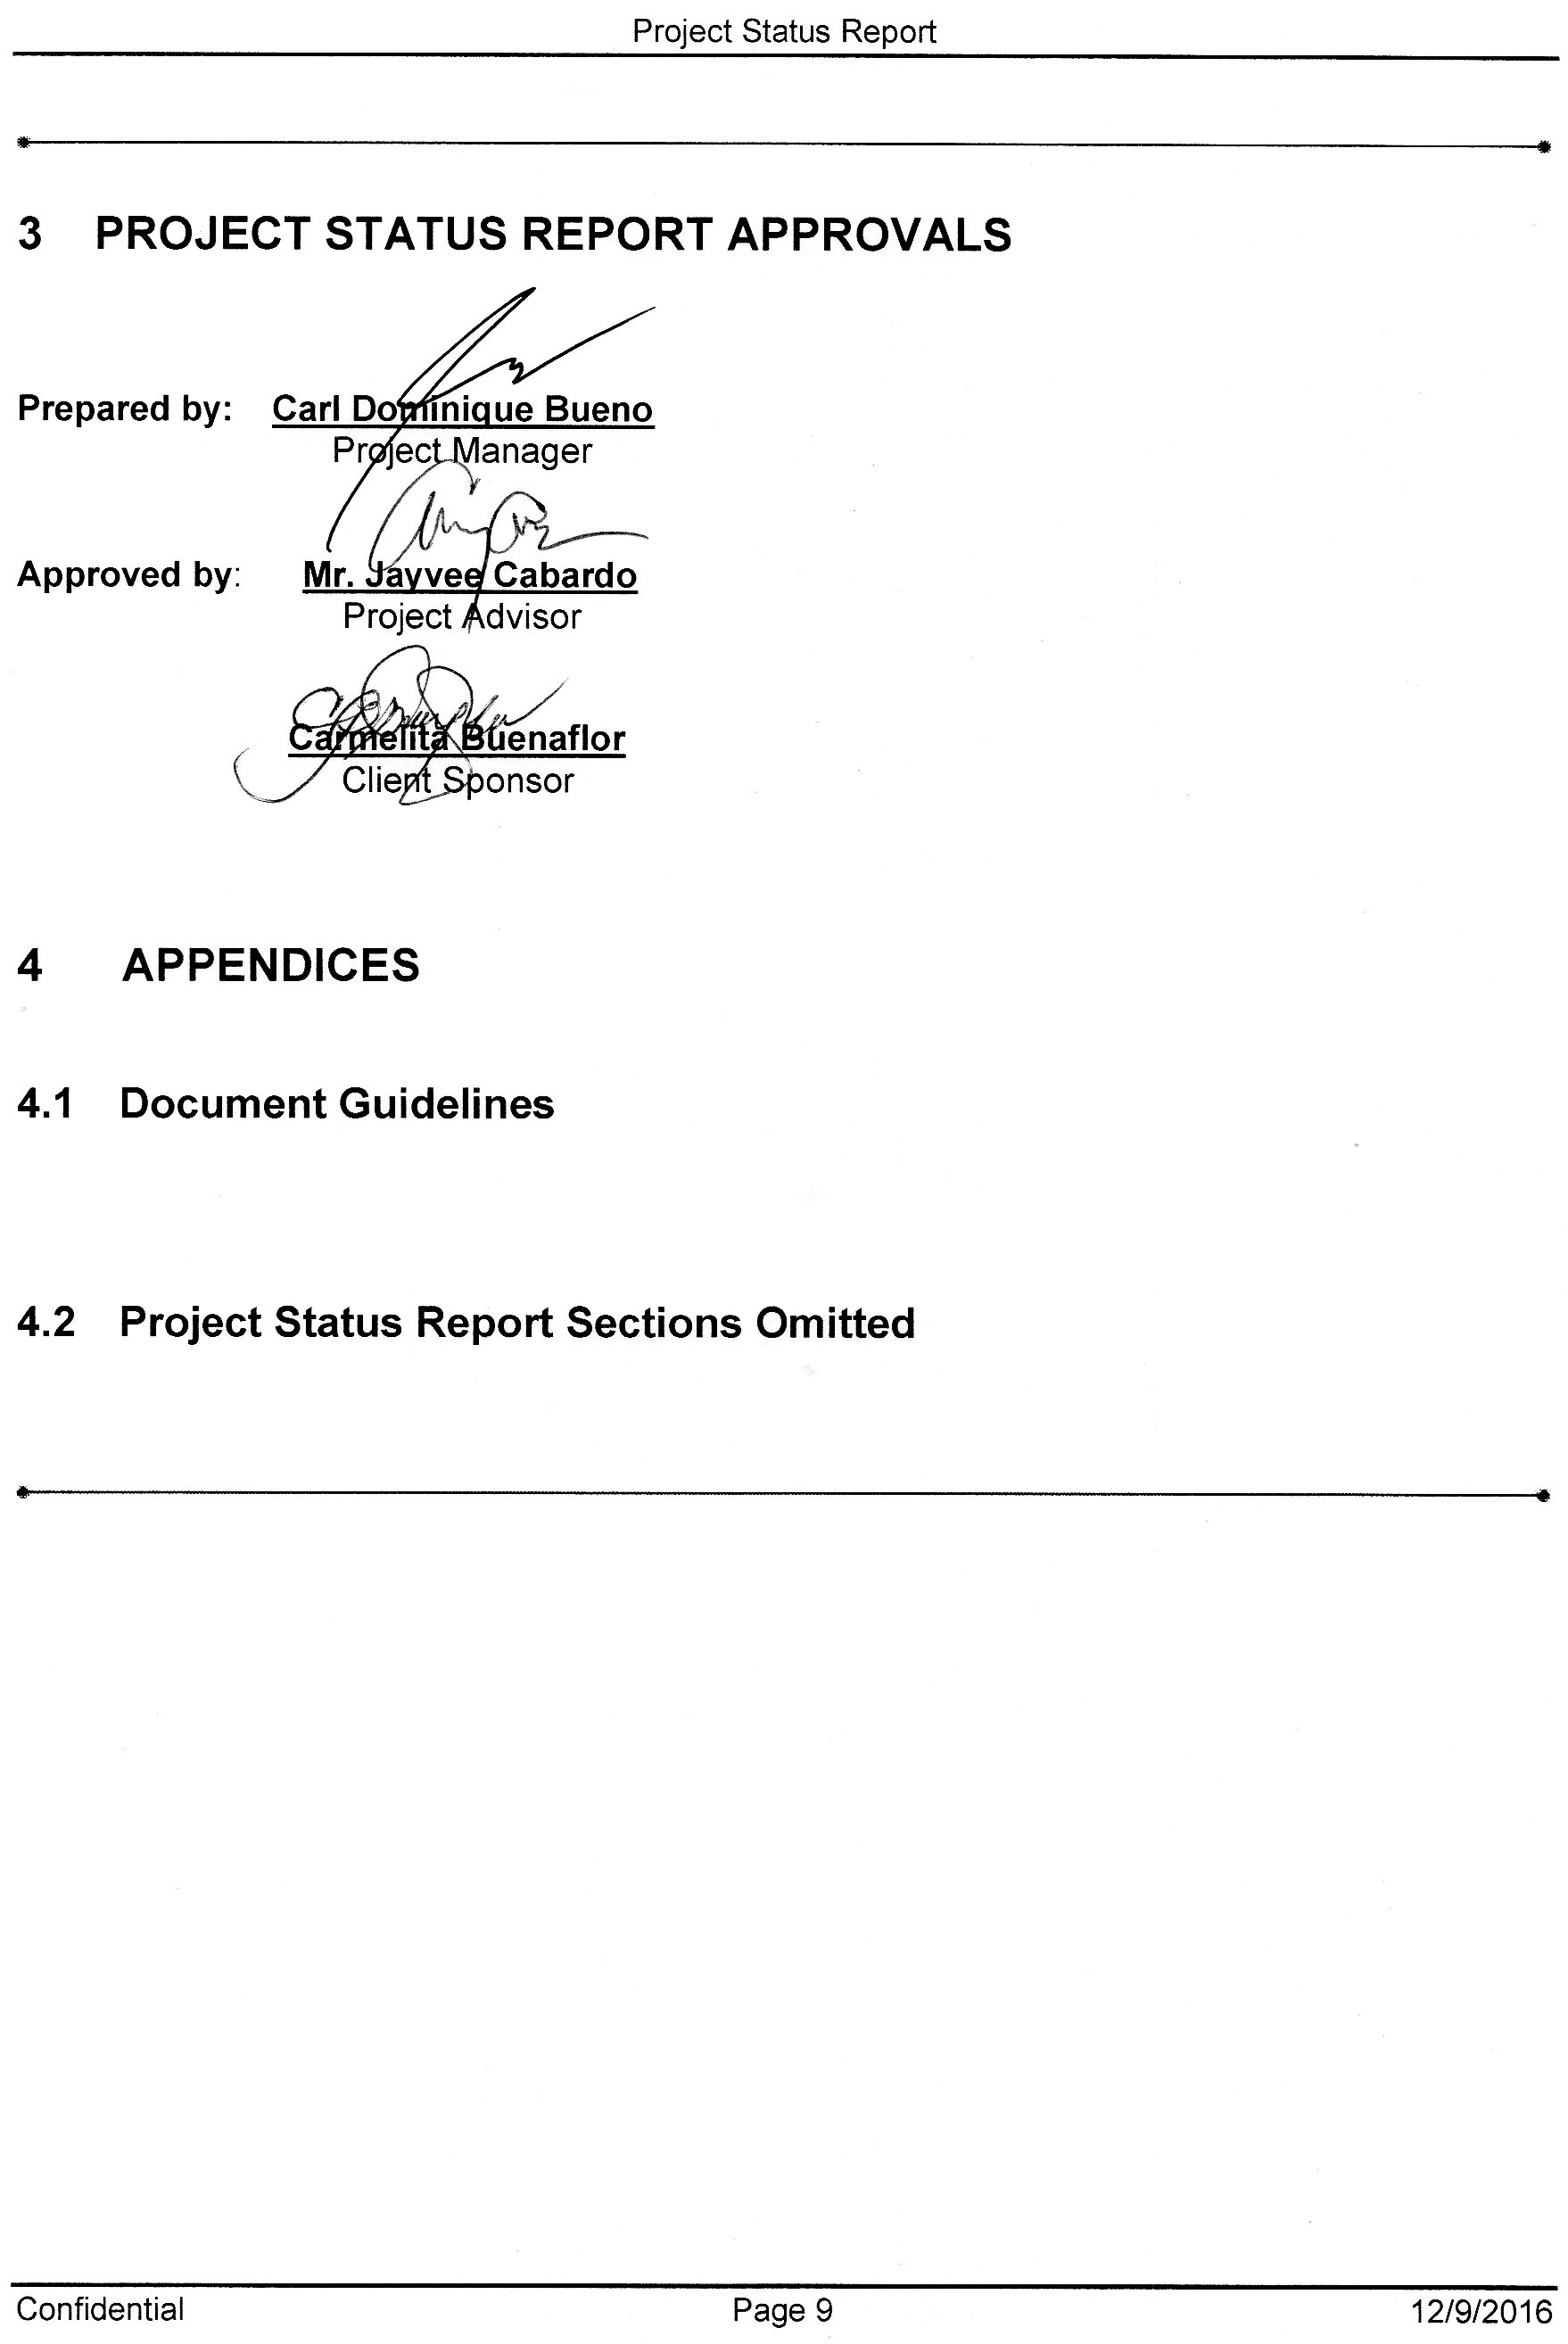 Project Status Report
3 PROJECT STATUS REPORT APPROVALS
Prepared by: Carl Dominique Bueno
Project Manager
Approved by: Mr. Jayvee Cabardo
Project Advisor
Carmelita Buenaflor
Client Sponsor
4 APPENDICES
4.1 Document Guidelines
4.2 Project Status Report Sections Omitted
Confidential Page 9 12/9/2016